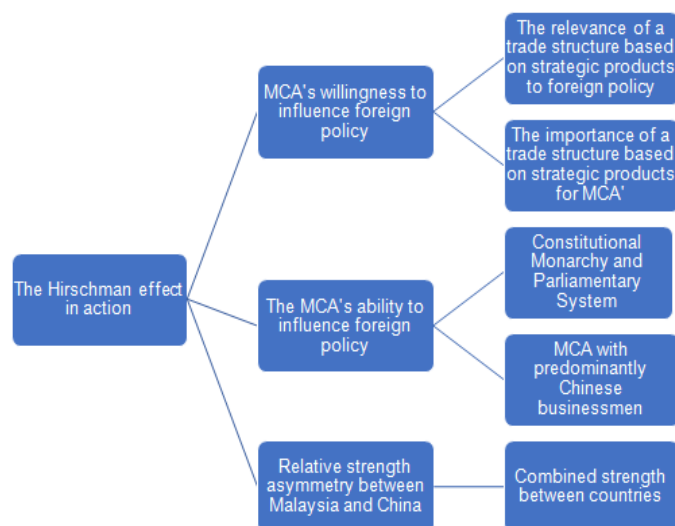 The Hirschman effect
in action
MCA's willingness to
influence foreign
policy
The relevance of a
trade structure based
on strategic products
to foreign policy
The importance of a
trade structure based
on strategic products
for MCA'
The MCA's ability to
influence foreign
policy
Constitutional
Monarchy and
Parliamentary
System
MCA with
predominantly
Chinese
businessmen
Relative strength
asymmetry between
Malaysia and China
Combined strength
between countries